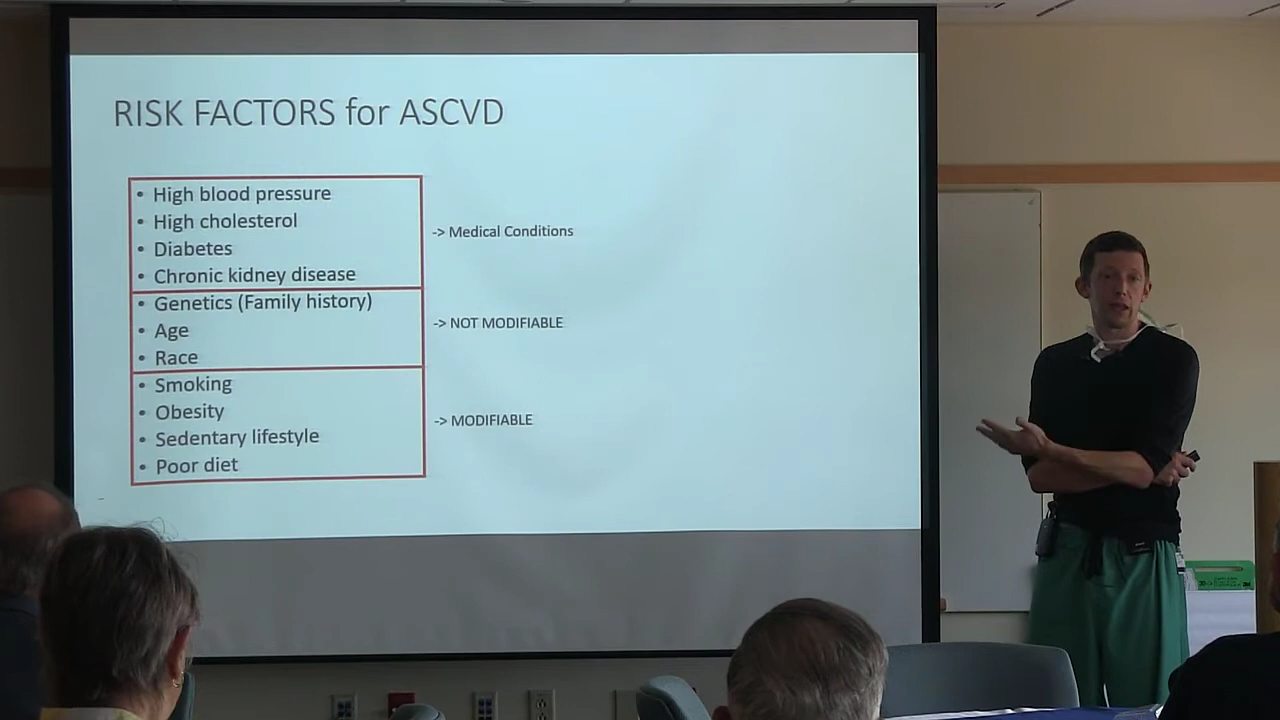 RISK FACTORS for ASCVD
• High blood pressure
• High cholesterol
• Diabetes
• Chronic kidney disease
-> Medical Conditions
• Genetics (Family history)
• Age
• Race
-> NOT MODIFIABLE
• Smoking
• Obesity
• Sedentary lifestyle
• Poor diet
-> MODIFIABLE